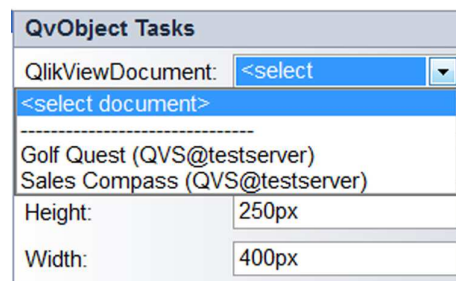 QvObject Tasks
QlikViewDocument: <select
<select document>
-------------------------------
Golf Quest (QVS@testserver)
Sales Compass (QVS@testserver)
Height: 250px
Width: 400px